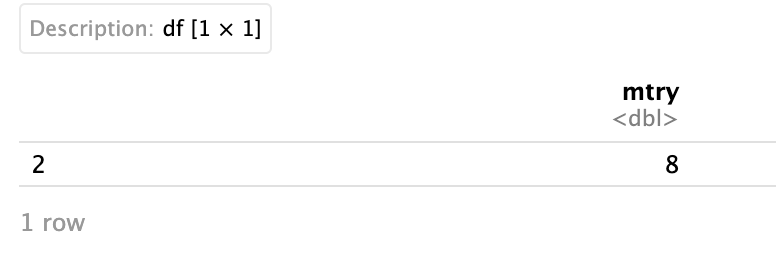 Description: df [1 × 1]
mtry
<dbl>
2 8
1 row